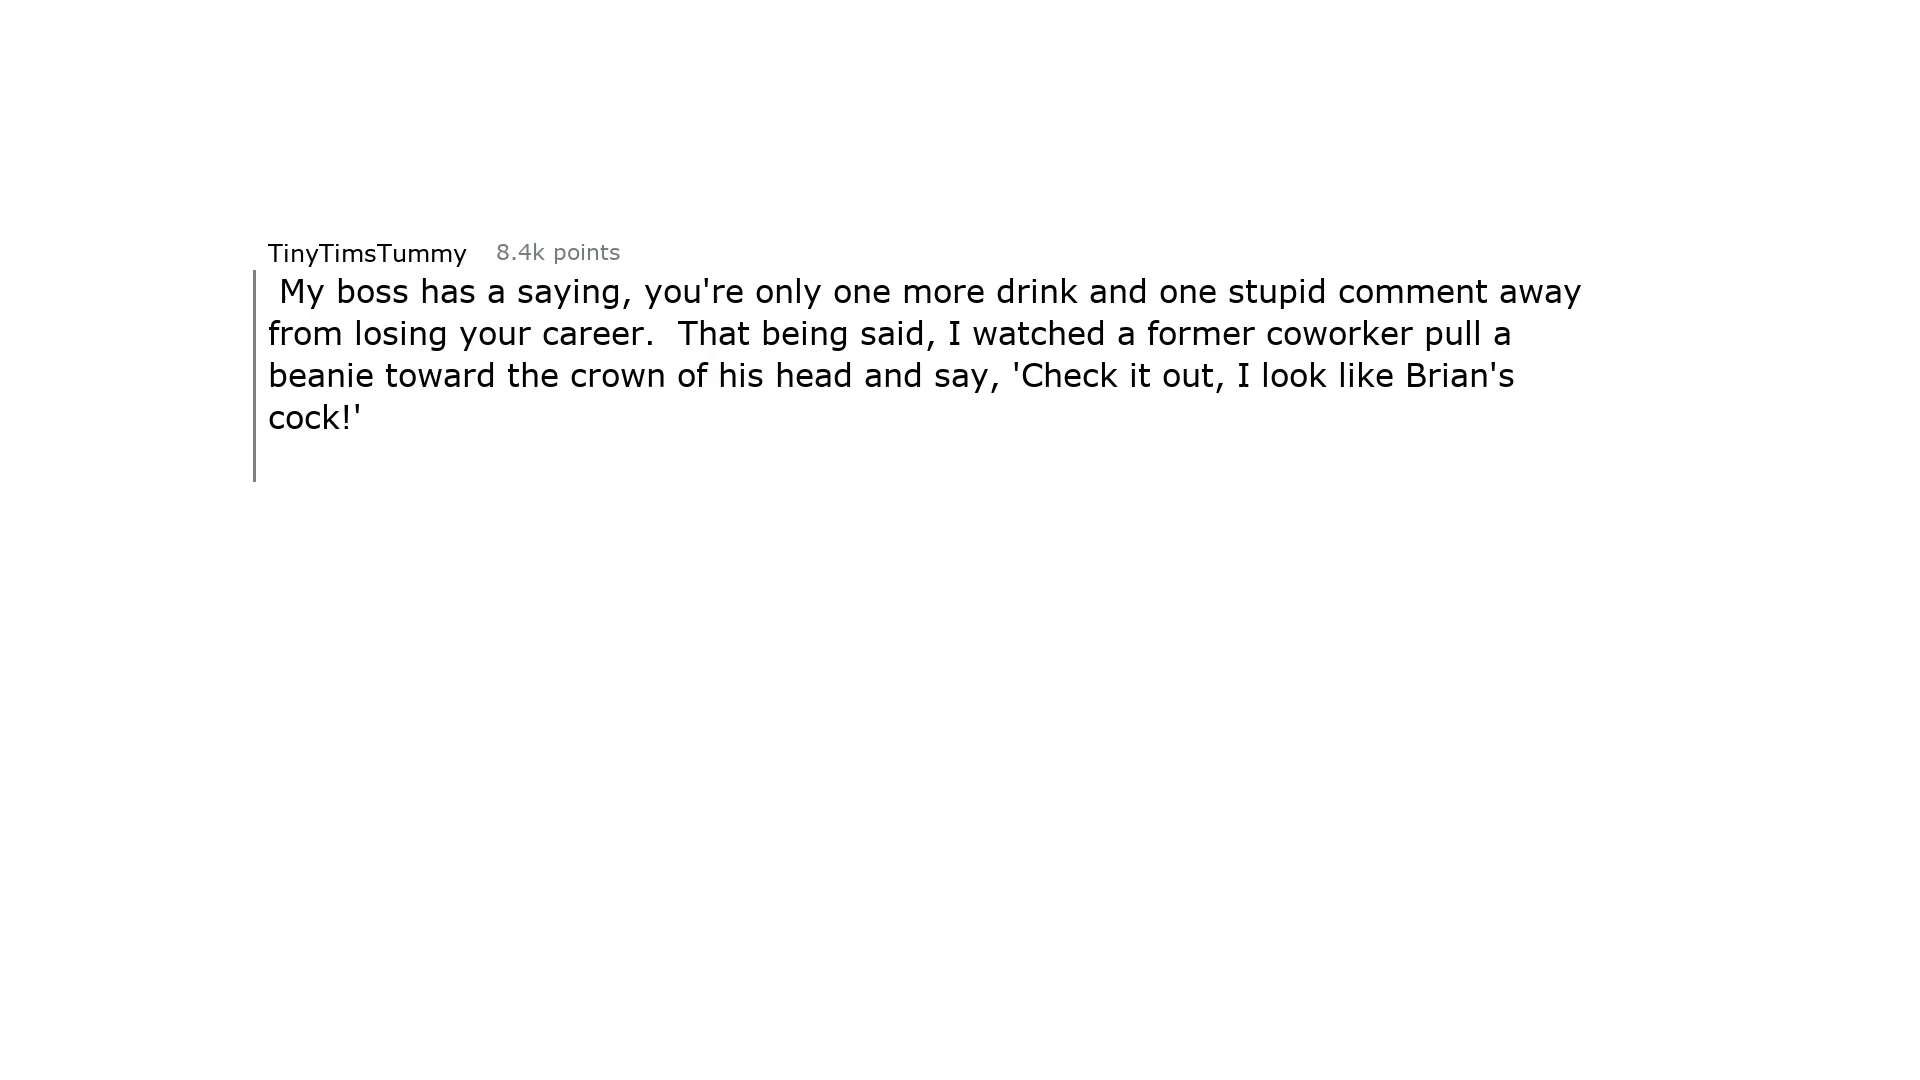 TinyTimsTummy 8.4k points
My boss has a saying, you're only one more drink and one stupid comment away
from losing your career.  That being said, I watched a former coworker pull a
beanie toward the crown of his head and say, 'Check it out, I look like Brian's
cock!'